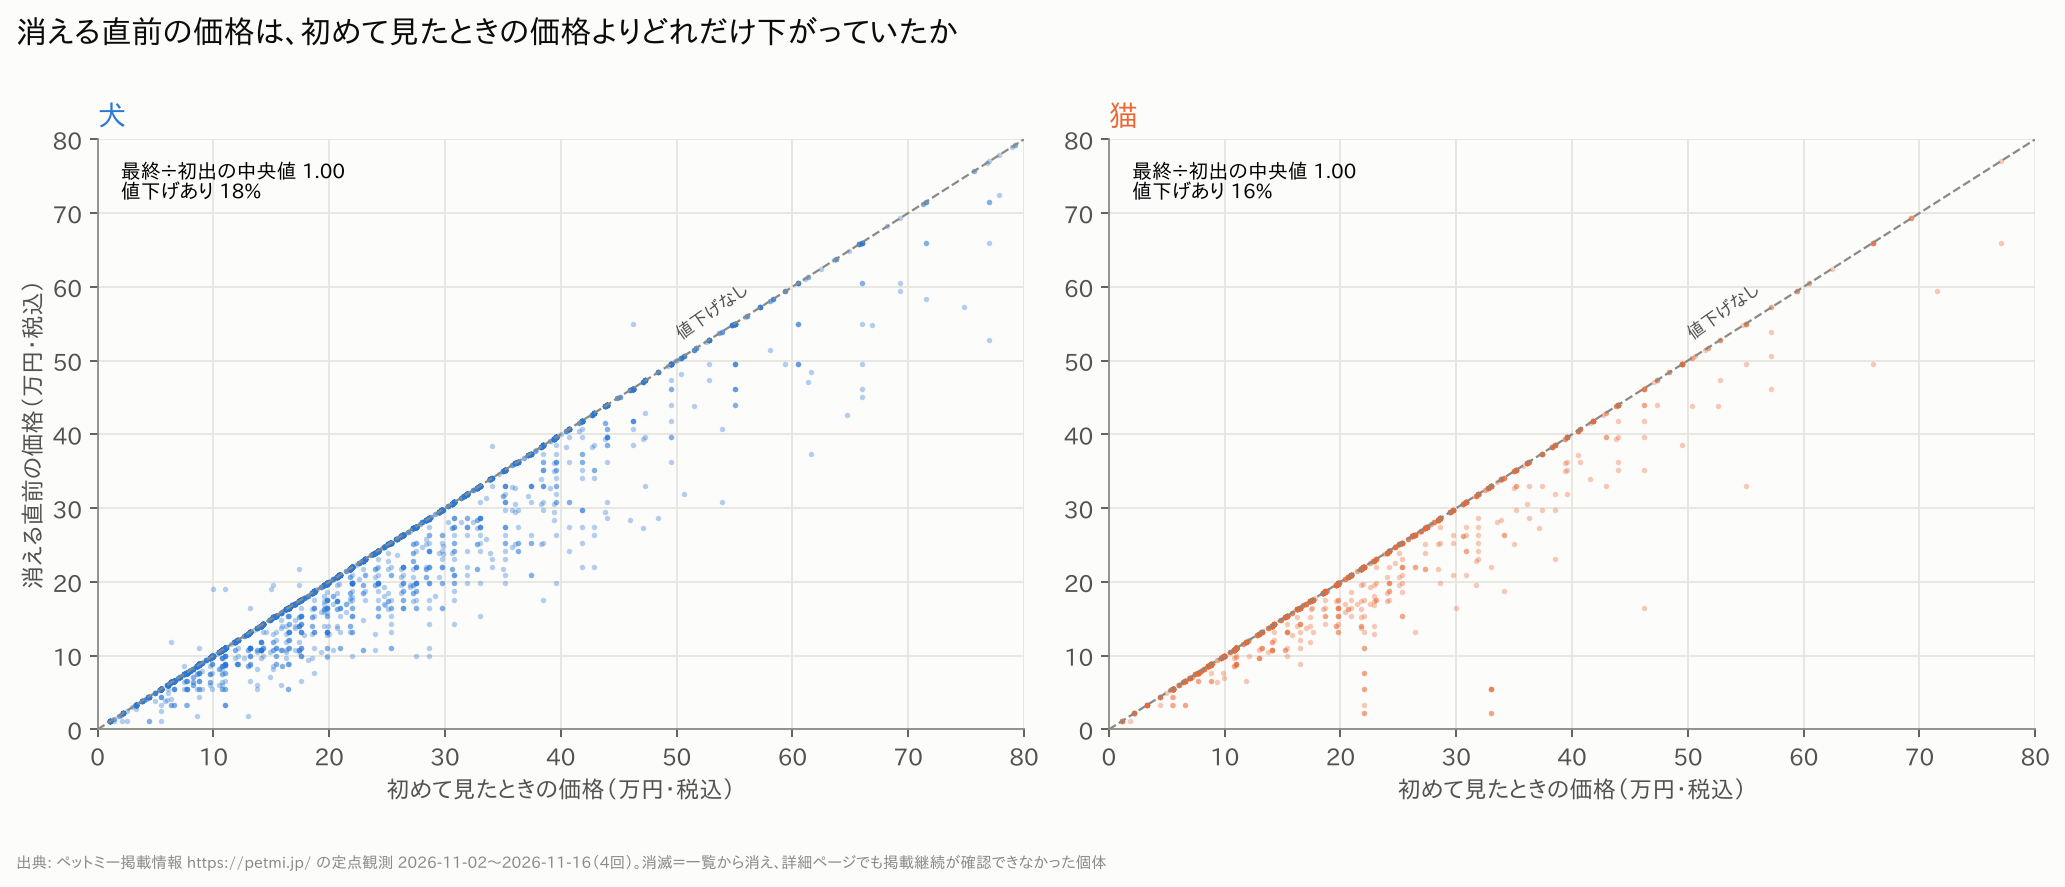 消える直前の価格は、初めて見たときの価格よりどれだけ下がっていたか
犬
最終÷初出の中央値 1.00
値下げあり 18%
値下げなし
消える直前の価格（万円・税込）
80
70
60
50
40
30
20
10
0
0 10 20 30 40 50 60 70 80
初めて見たときの価格（万円・税込）
猫
最終÷初出の中央値 1.00
値下げあり 16%
値下げなし
80
70
60
50
40
30
20
10
0
0 10 20 30 40 50 60 70 80
初めて見たときの価格（万円・税込）
出典: ペットミー掲載情報 https://petmi.jp/ の定点観測 2026-11-02〜2026-11-16（4回）。消滅＝一覧から消え、詳細ページでも掲載継続が確認できなかった個体